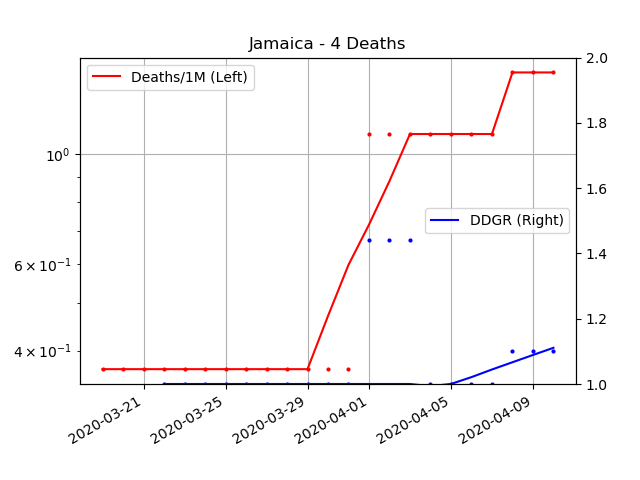 Jamaica - 4 Deaths
Deaths/1M (Left)
DDGR (Right)
10⁰
6 × 10⁻¹
4 × 10⁻¹
2.0
1.8
1.6
1.4
1.2
1.0
2020-03-21
2020-03-25
2020-03-29
2020-04-01
2020-04-05
2020-04-09